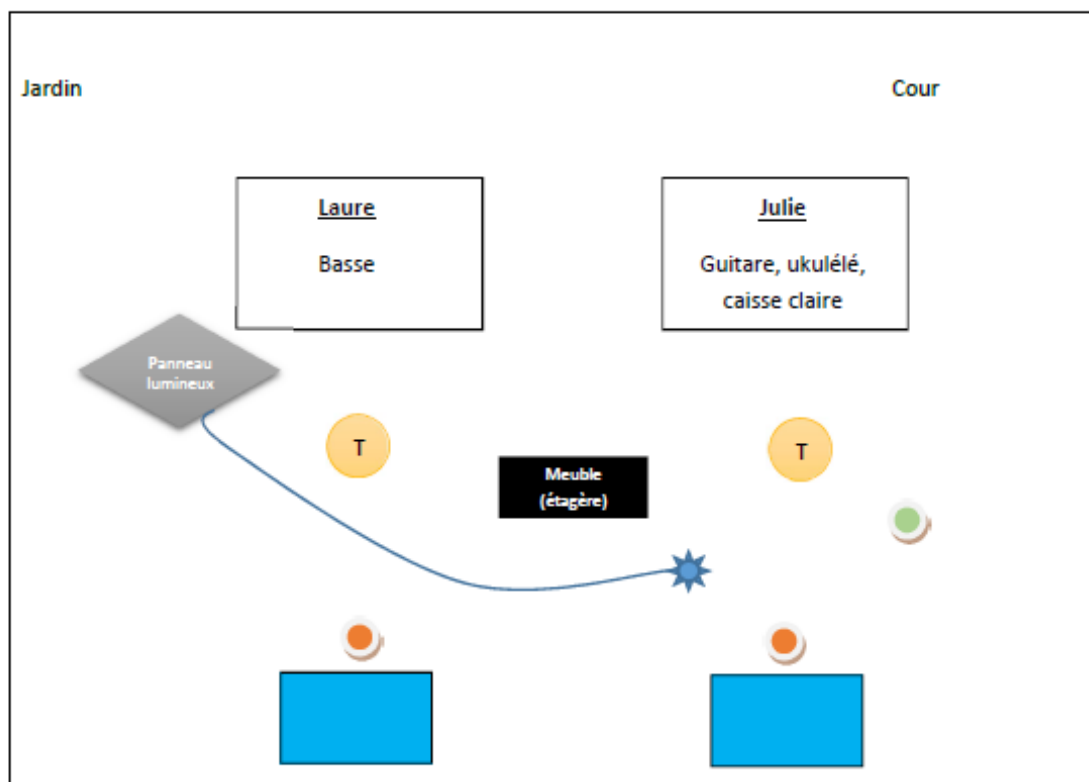 Jardin
Cour
Laure
Basse
Julie
Guitare, ukulélé,
caisse claire
Panneau
lumineux
T
T
Meuble
(étagère)